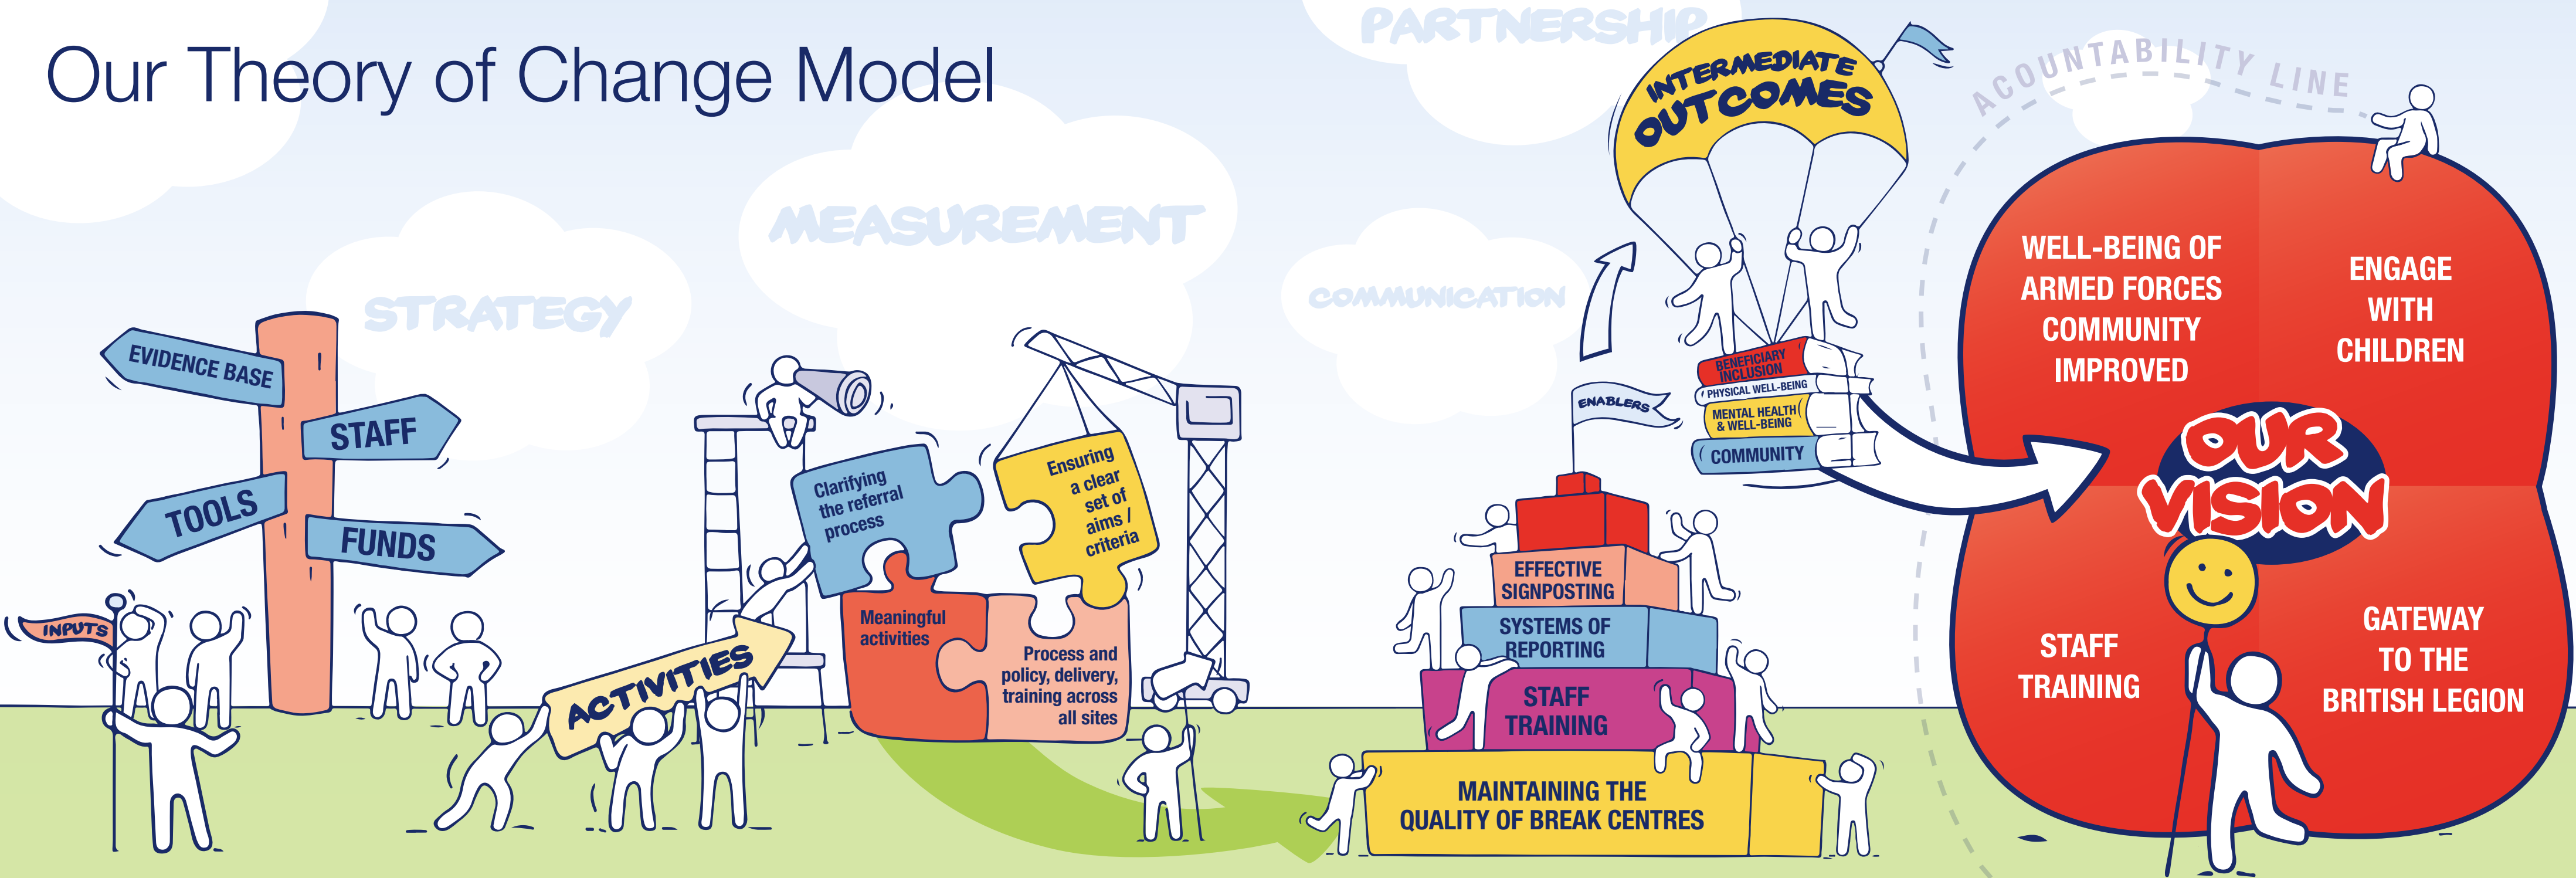 Our Theory of Change Model
STRATEGY
MEASUREMENT
PARTNERSHIP
COMMUNICATION
EVIDENCE BASE
STAFF
TOOLS
FUNDS
INPUTS
ACTIVITIES
Clarifying
the referral
process
Ensuring
a clear
set of
aims /
criteria
Meaningful
activities
Process and
policy, delivery,
training across
all sites
ENABLERS
EFFECTIVE
SIGNPOSTING
SYSTEMS OF
REPORTING
STAFF
TRAINING
MAINTAINING THE
QUALITY OF BREAK CENTRES
INTERMEDIATE
OUTCOMES
BENEFICIARY
INCLUSION
PHYSICAL WELL-BEING
MENTAL HEALTH
& WELL-BEING
COMMUNITY
ACOUNTABILITY LINE
WELL-BEING OF
ARMED FORCES
COMMUNITY
IMPROVED
ENGAGE
WITH
CHILDREN
OUR
VISION
STAFF
TRAINING
GATEWAY
TO THE
BRITISH LEGION